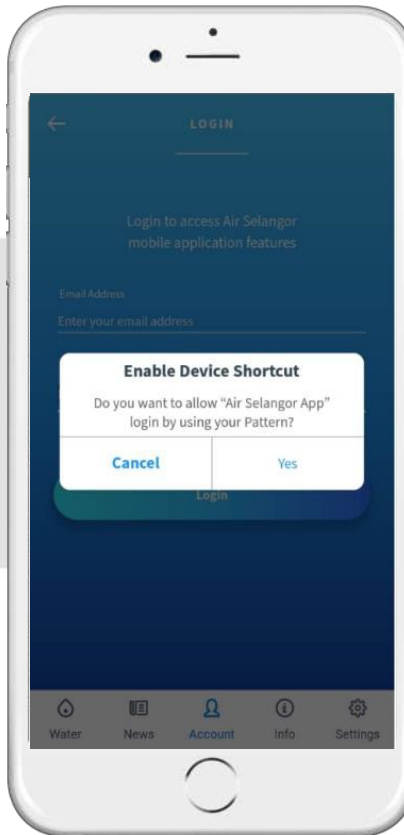 LOGIN
Login to access Air Selangor
mobile application features
Email Address
Enter your email address
Enable Device Shortcut
Do you want to allow “Air Selangor App”
login by using your Pattern?
Cancel
Yes
Login
Water
News
Account
Info
Settings